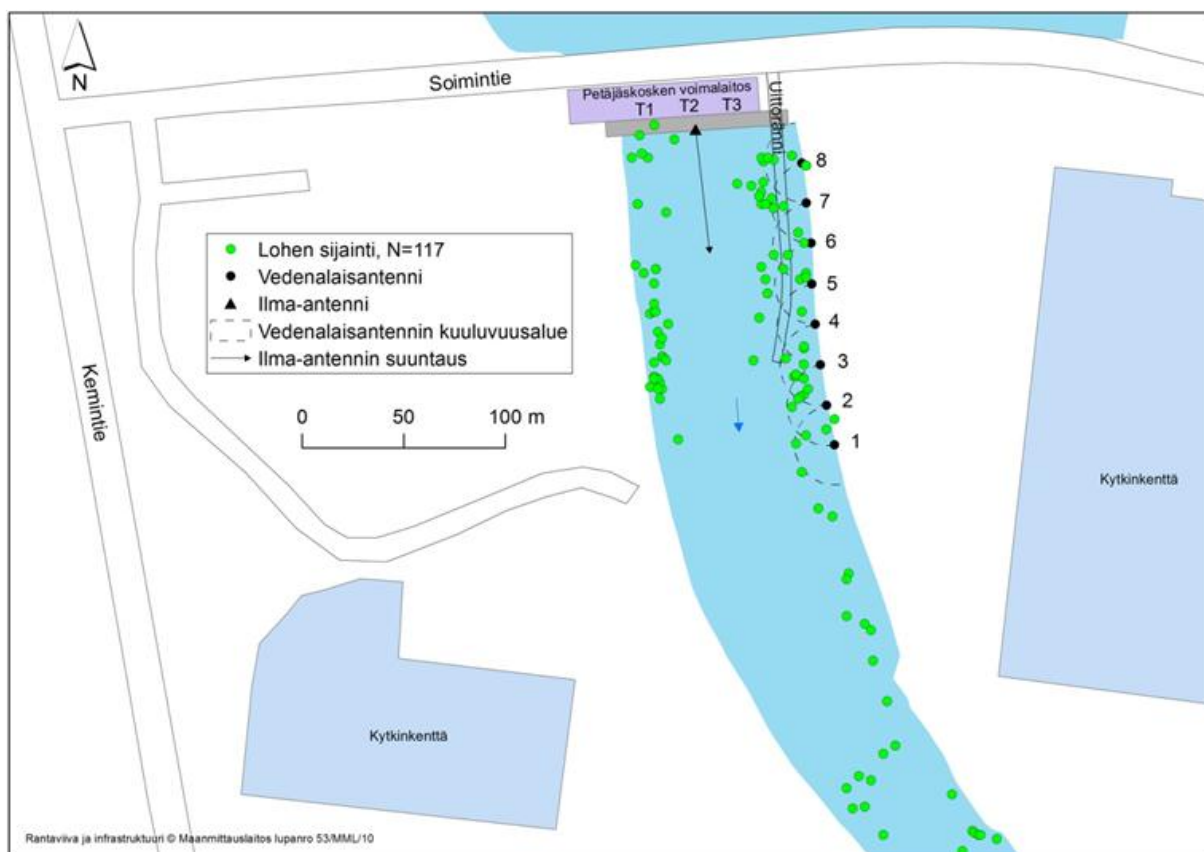 N
Soimintie
Petäjäskosken voimalaitos
T1 T2 T3
Uittoränni
8
7
6
5
4
3
2
1
Lohen sijainti, N=117
Vedenalaisantenni
Ilma-antenni
Vedenalaisantennin kuuluvuusalue
Ilma-antennin suuntaus
0 50 100 m
Kemintie
Kytkinkenttä
Kytkinkenttä
Rantaviiva ja infrastruktuuri © Maanmittauslaitos lupanro 53/MML/10